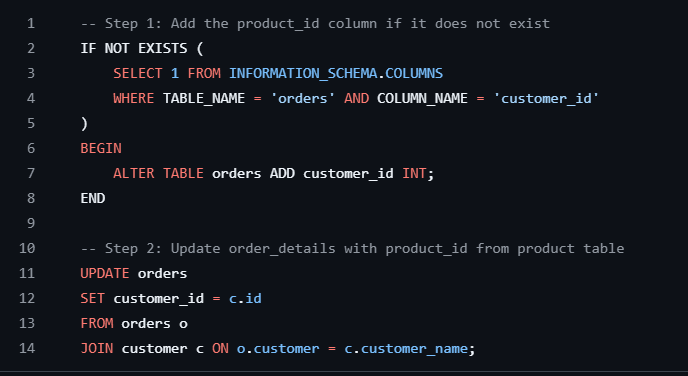 1 -- Step 1: Add the product_id column if it does not exist
2 IF NOT EXISTS (
3 SELECT 1 FROM INFORMATION_SCHEMA.COLUMNS
4 WHERE TABLE_NAME = 'orders' AND COLUMN_NAME = 'customer_id'
5 )
6 BEGIN
7 ALTER TABLE orders ADD customer_id INT;
8 END
9
10 -- Step 2: Update order_details with product_id from product table
11 UPDATE orders
12 SET customer_id = c.id
13 FROM orders o
14 JOIN customer c ON o.customer = c.customer_name;